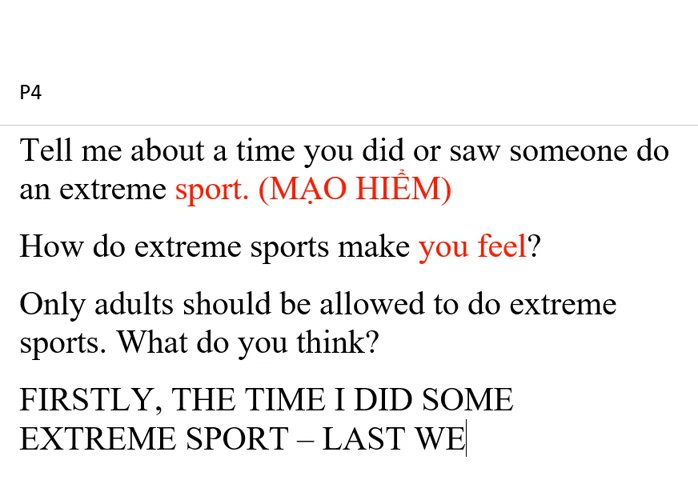 P4
Tell me about a time you did or saw someone do
an extreme sport. (MẠO HIỂM)
How do extreme sports make you feel?
Only adults should be allowed to do extreme
sports. What do you think?
FIRSTLY, THE TIME I DID SOME
EXTREME SPORT – LAST WE